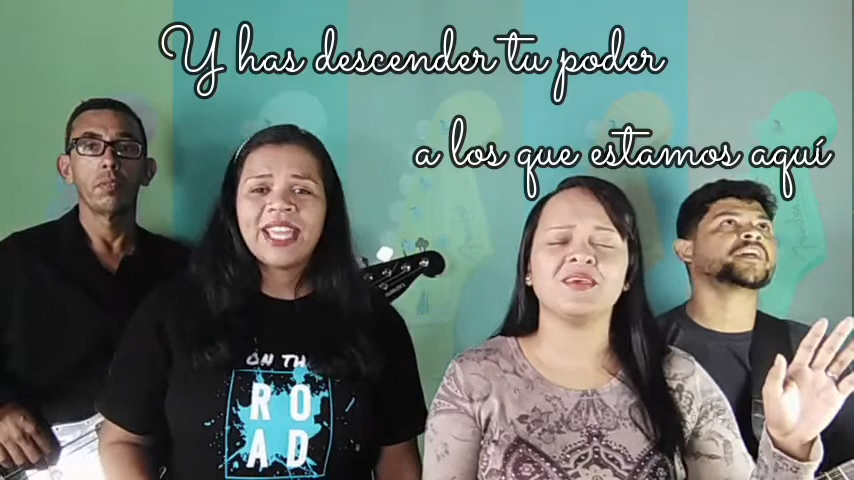 Y has descender tu poder
a los que estamos aquí
ON TH
RO
AD